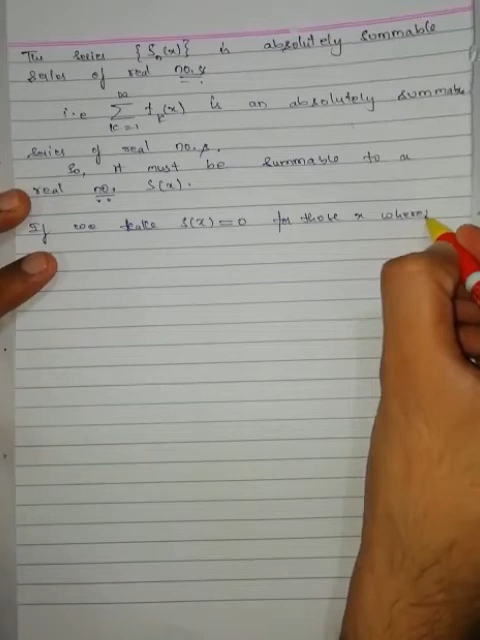 The series {Sₙ(x)} is absolutely summable
series of real no.s
i.e ∑_{k=1}^{∞} fₖ(x) is an absolutely summable
series of real no.s.
So, it must be summable to a
real no. S(x).
If we take S(x) = 0 for those x where